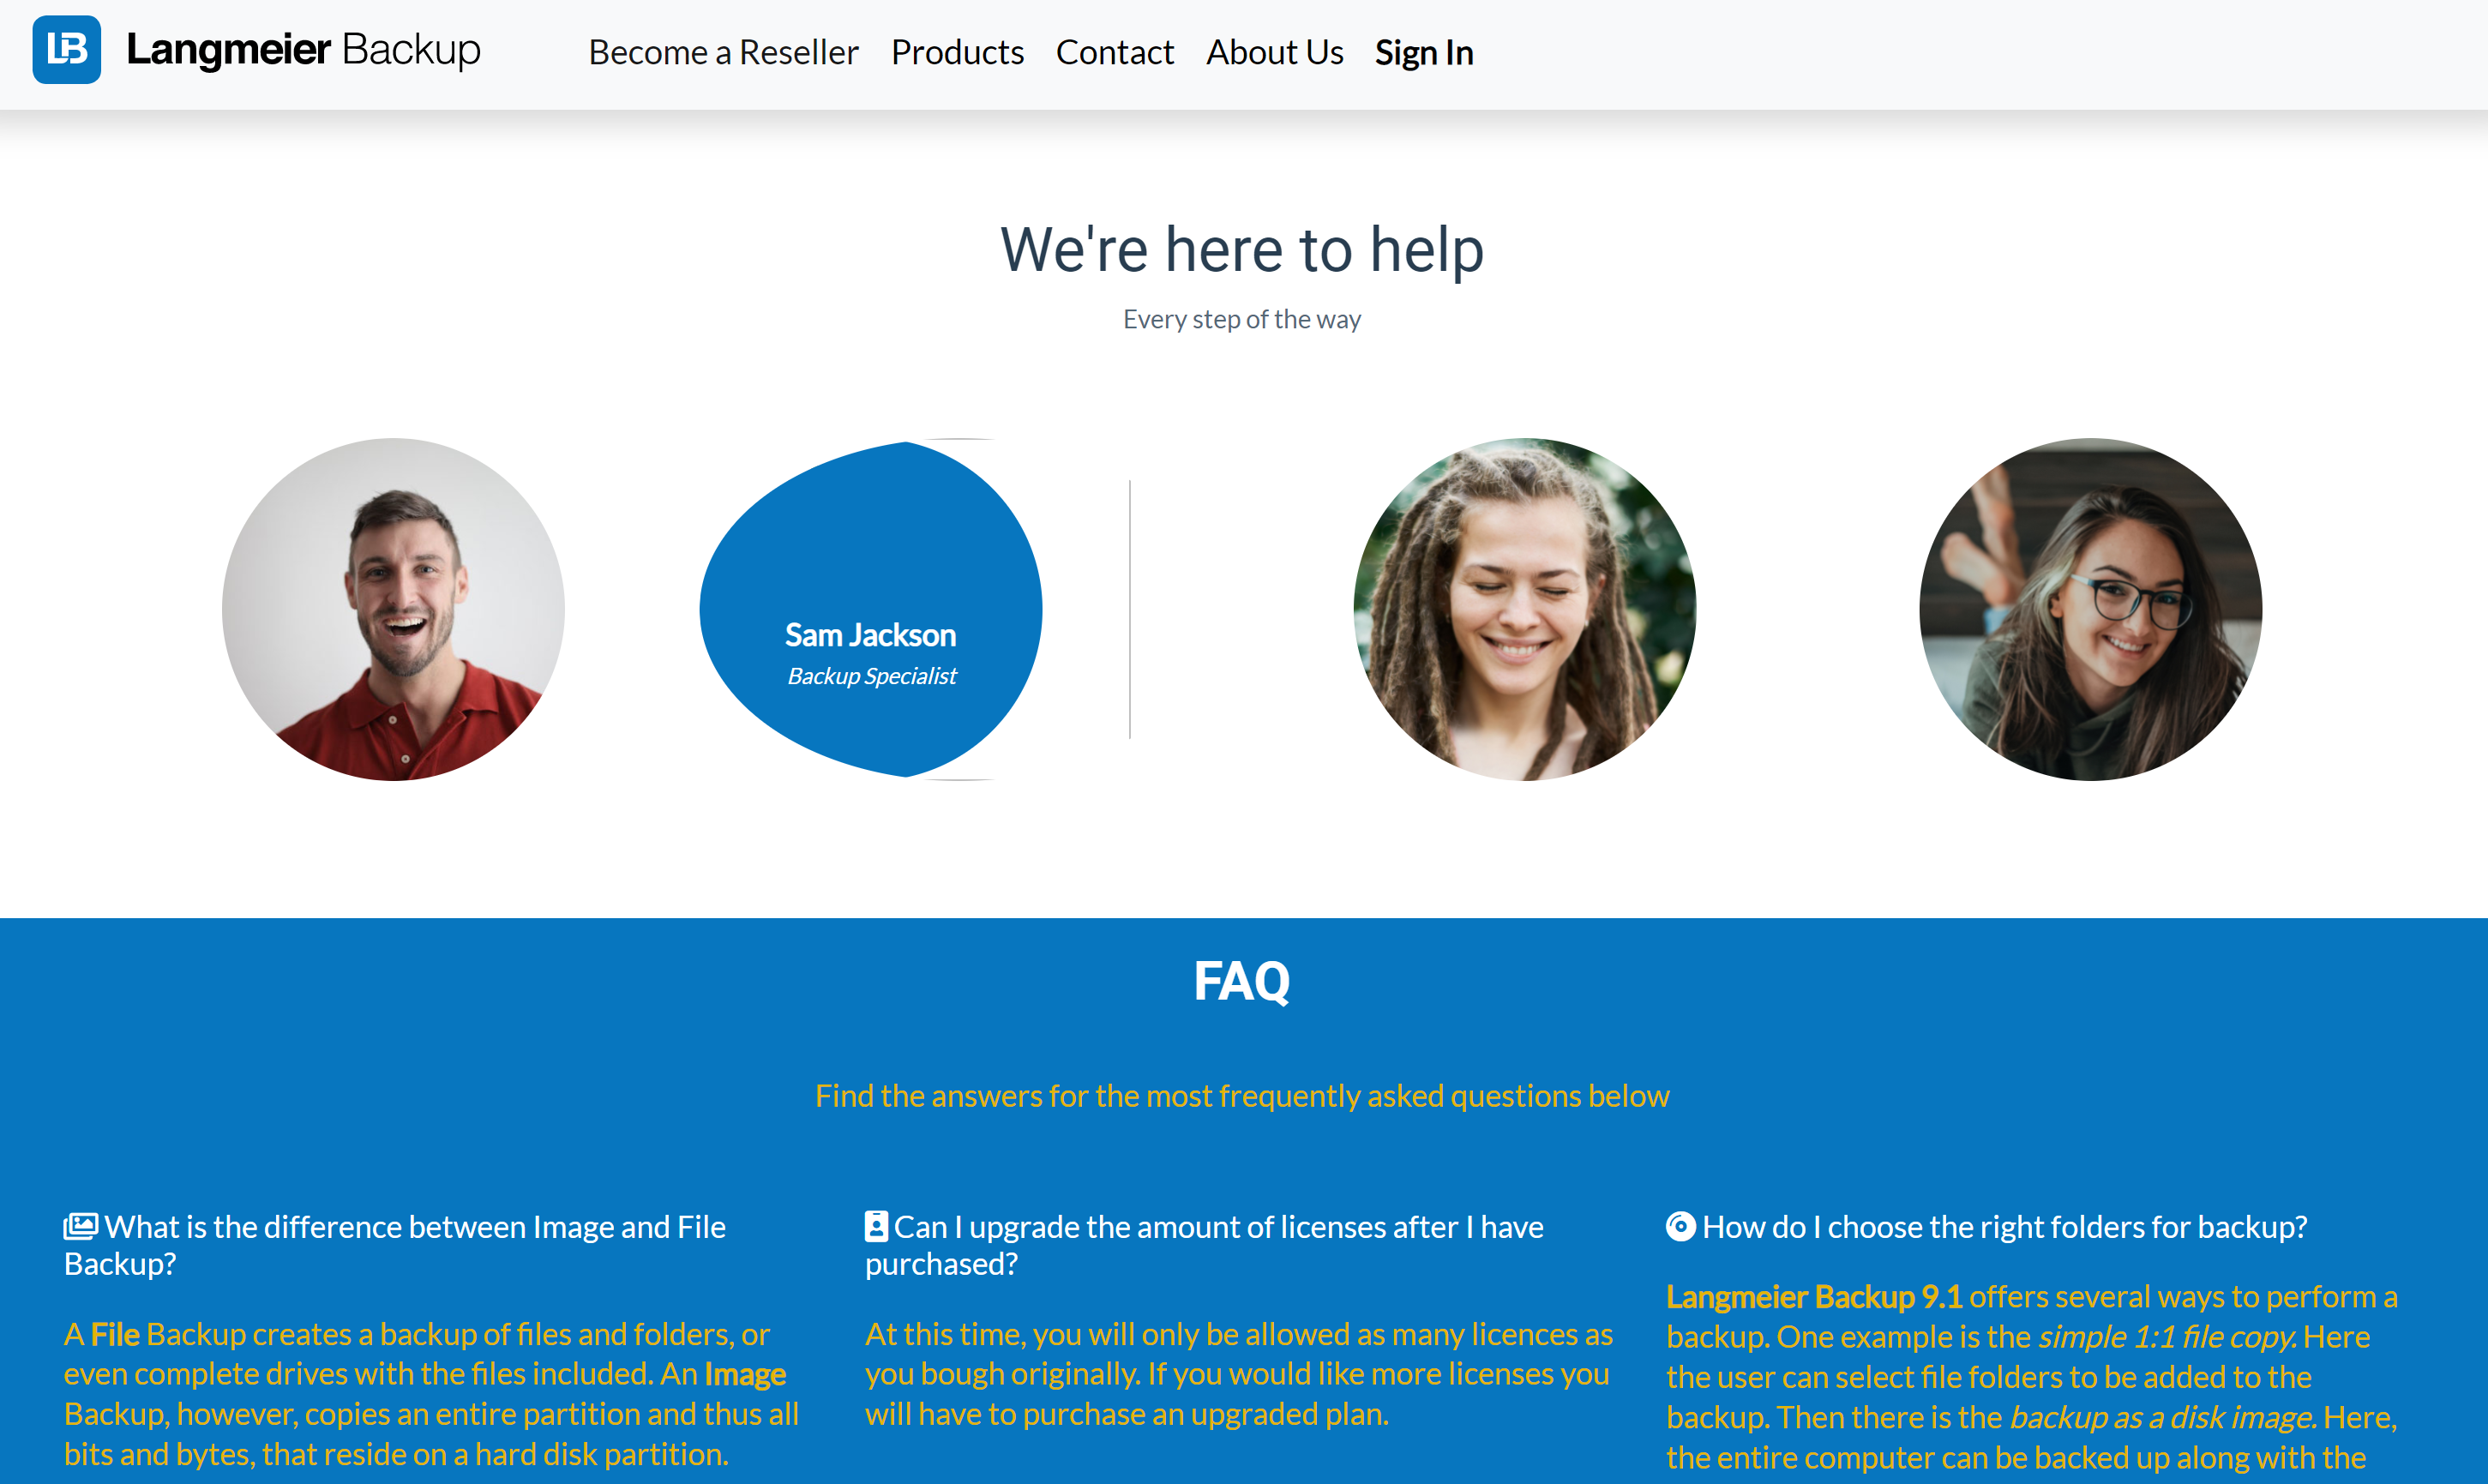 LB Langmeier Backup
Become a Reseller Products Contact About Us Sign In
We're here to help
Every step of the way
Sam Jackson
Backup Specialist
FAQ
Find the answers for the most frequently asked questions below
What is the difference between Image and File
Backup?
A File Backup creates a backup of files and folders, or
even complete drives with the files included. An Image
Backup, however, copies an entire partition and thus all
bits and bytes, that reside on a hard disk partition.
Can I upgrade the amount of licenses after I have
purchased?
At this time, you will only be allowed as many licences as
you bough originally. If you would like more licenses you
will have to purchase an upgraded plan.
How do I choose the right folders for backup?
Langmeier Backup 9.1 offers several ways to perform a
backup. One example is the simple 1:1 file copy. Here
the user can select file folders to be added to the
backup. Then there is the backup as a disk image. Here,
the entire computer can be backed up along with the